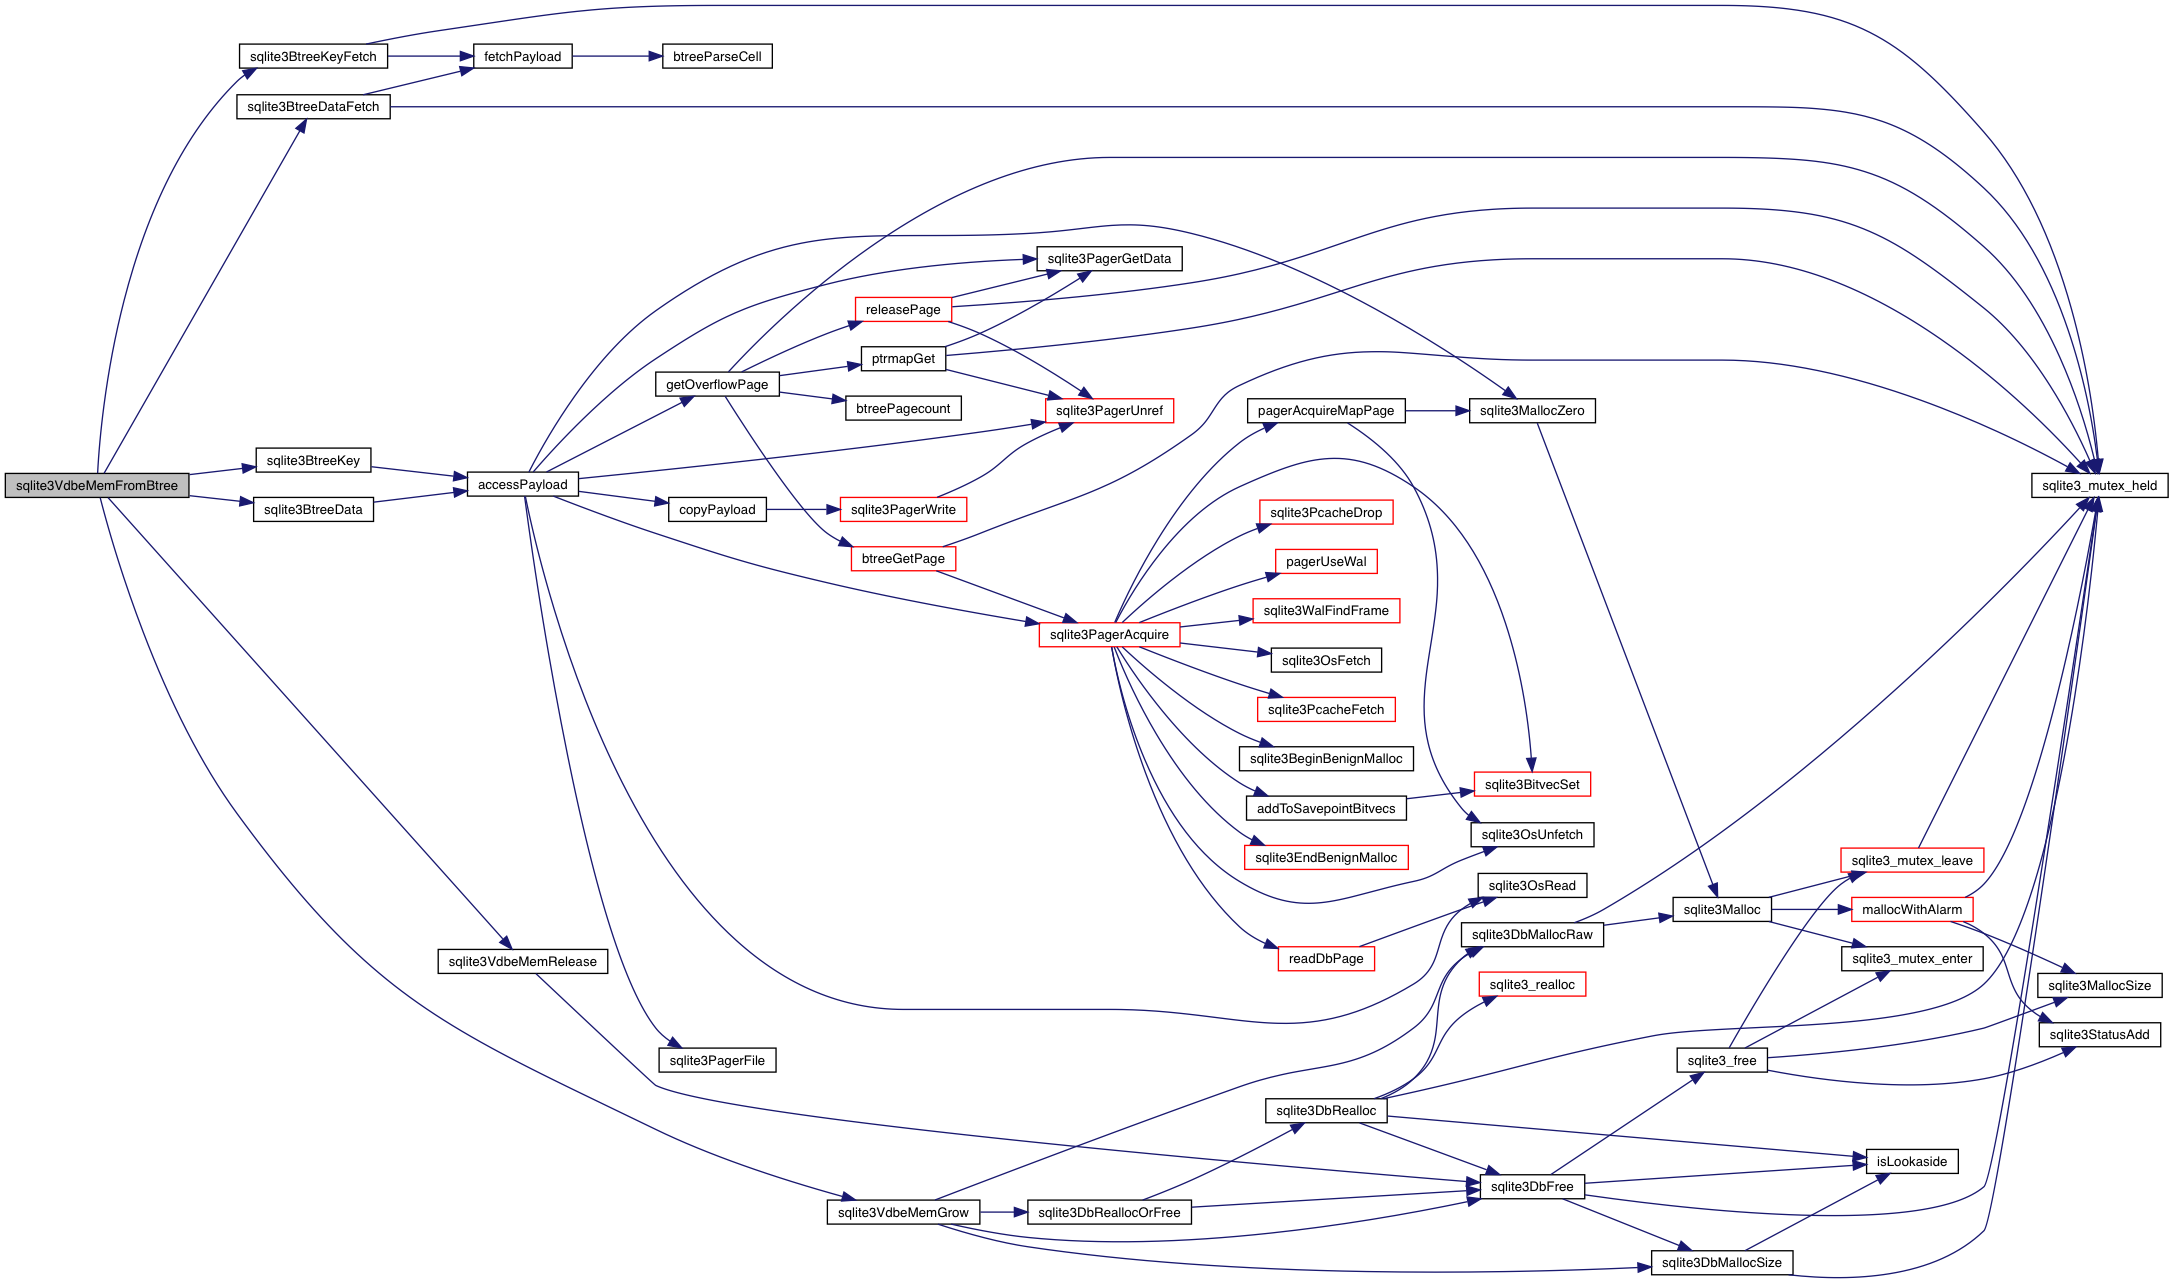 sqlite3BtreeKeyFetch
fetchPayload
btreeParseCell
sqlite3BtreeDataFetch
sqlite3PagerGetData
releasePage
ptrmapGet
getOverflowPage
btreePagecount
sqlite3PagerUnref
pagerAcquireMapPage
sqlite3MallocZero
sqlite3BtreeKey
sqlite3VdbeMemFromBtree
accessPayload
sqlite3_mutex_held
sqlite3BtreeData
copyPayload
sqlite3PagerWrite
sqlite3PcacheDrop
btreeGetPage
pagerUseWal
sqlite3WalFindFrame
sqlite3PagerAcquire
sqlite3OsFetch
sqlite3PcacheFetch
sqlite3BeginBenignMalloc
sqlite3BitvecSet
addToSavepointBitvecs
sqlite3OsUnfetch
sqlite3EndBenignMalloc
sqlite3_mutex_leave
sqlite3OsRead
sqlite3Malloc
mallocWithAlarm
sqlite3DbMallocRaw
sqlite3VdbeMemRelease
readDbPage
sqlite3_mutex_enter
sqlite3_realloc
sqlite3MallocSize
sqlite3StatusAdd
sqlite3PagerFile
sqlite3_free
sqlite3DbRealloc
isLookaside
sqlite3DbFree
sqlite3VdbeMemGrow
sqlite3DbReallocOrFree
sqlite3DbMallocSize